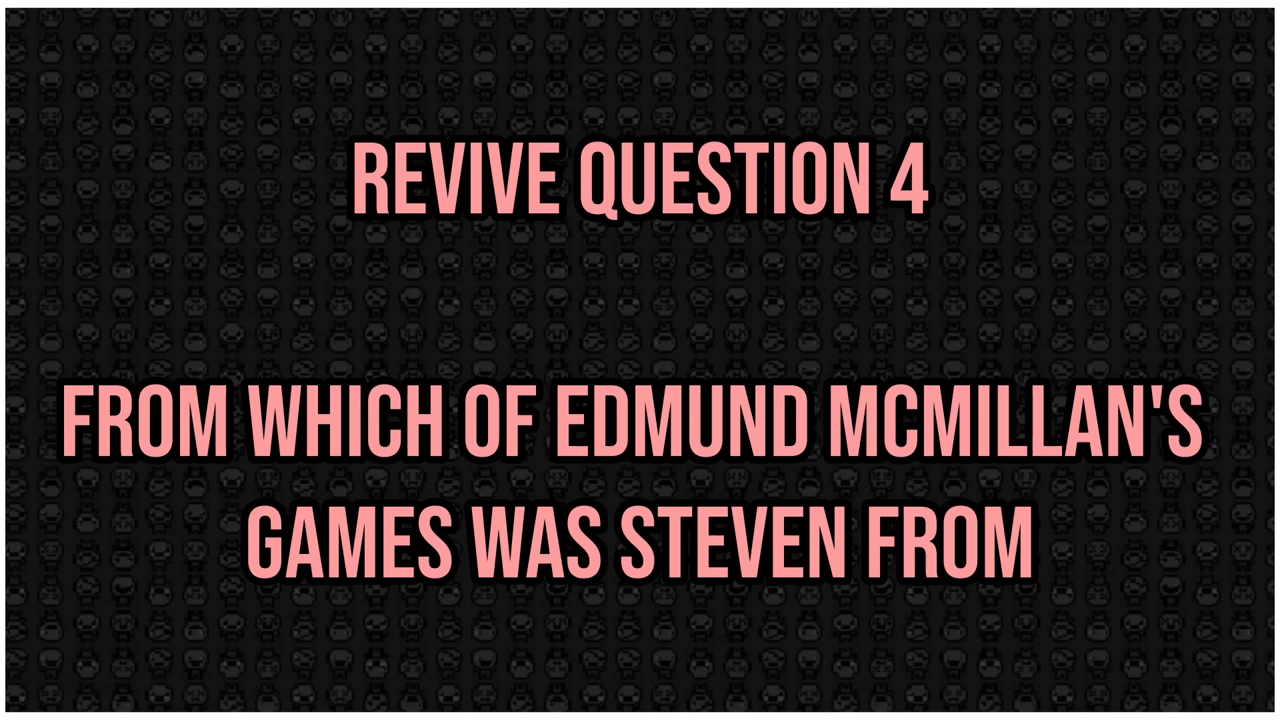 REVIVE QUESTION 4
FROM WHICH OF EDMUND MCMILLAN'S
GAMES WAS STEVEN FROM